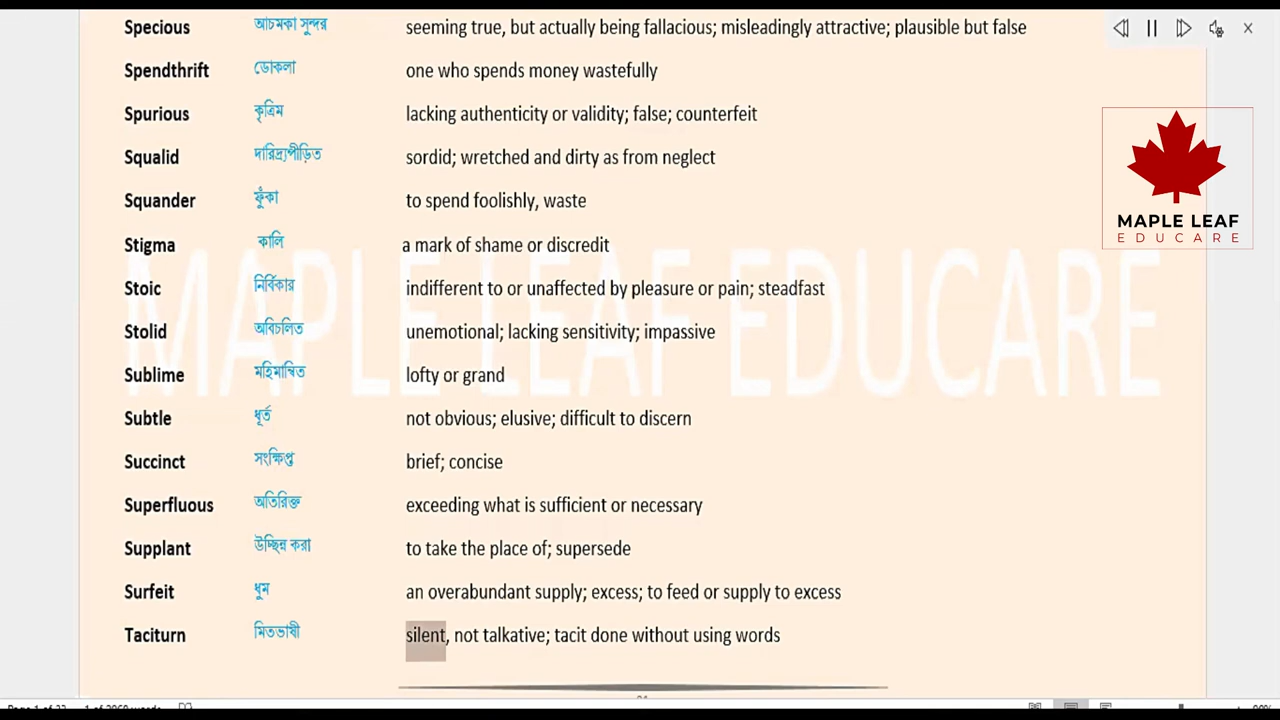 Specious আচমকা সুন্দর seeming true, but actually being fallacious; misleadingly attractive; plausible but false
Spendthrift ডোকলা one who spends money wastefully
Spurious কৃত্রিম lacking authenticity or validity; false; counterfeit
Squalid দারিদ্র্যপীড়িত sordid; wretched and dirty as from neglect
Squander ফুঁকা to spend foolishly, waste
Stigma কালি a mark of shame or discredit
Stoic নির্বিকার indifferent to or unaffected by pleasure or pain; steadfast
Stolid অবিচলিত unemotional; lacking sensitivity; impassive
Sublime মহিমান্বিত lofty or grand
Subtle ধূর্ত not obvious; elusive; difficult to discern
Succinct সংক্ষিপ্ত brief; concise
Superfluous অতিরিক্ত exceeding what is sufficient or necessary
Supplant উচ্ছিন্ন করা to take the place of; supersede
Surfeit ধুম an overabundant supply; excess; to feed or supply to excess
Taciturn মিতভাষী silent, not talkative; tacit done without using words
MAPLE LEAF
EDUCARE
MAPLE LEAF EDUCARE